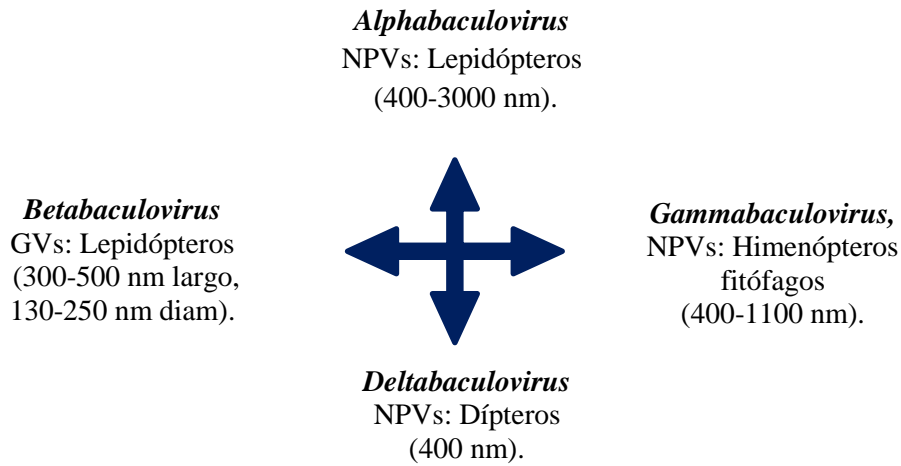 Alphabaculovirus
NPVs: Lepidópteros
(400-3000 nm).
Betabaculovirus
GVs: Lepidópteros
(300-500 nm largo,
130-250 nm diam).
Gammabaculovirus,
NPVs: Himenópteros
fitófagos
(400-1100 nm).
Deltabaculovirus
NPVs: Dípteros
(400 nm).